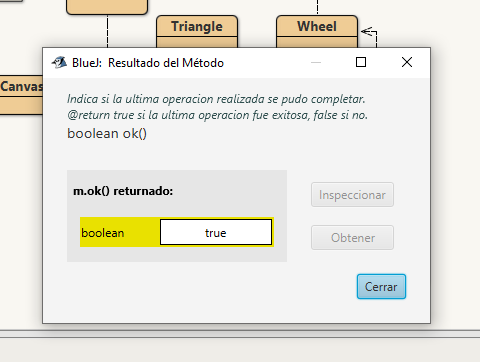 Triangle
Wheel
Canvas
BlueJ: Resultado del Método
Indica si la ultima operacion realizada se pudo completar.
@return true si la ultima operacion fue exitosa, false si no.
boolean ok()
m.ok() returnado:
Inspeccionar
boolean
true
Obtener
Cerrar